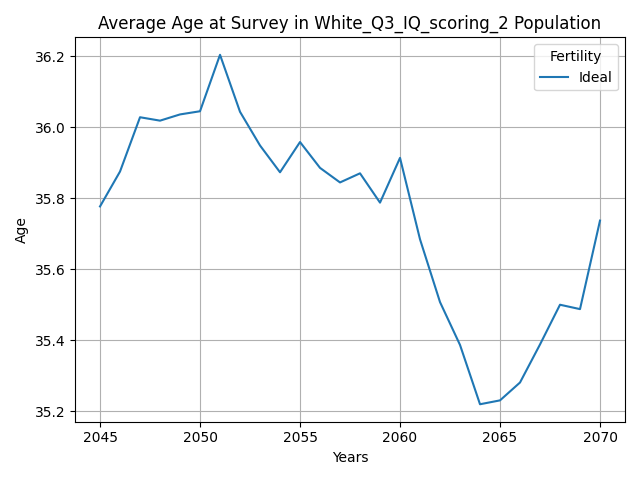 Average Age at Survey in White_Q3_IQ_scoring_2 Population
Fertility
Ideal
36.2
36.0
35.8
35.6
35.4
35.2
Age
2045 2050 2055 2060 2065 2070
Years